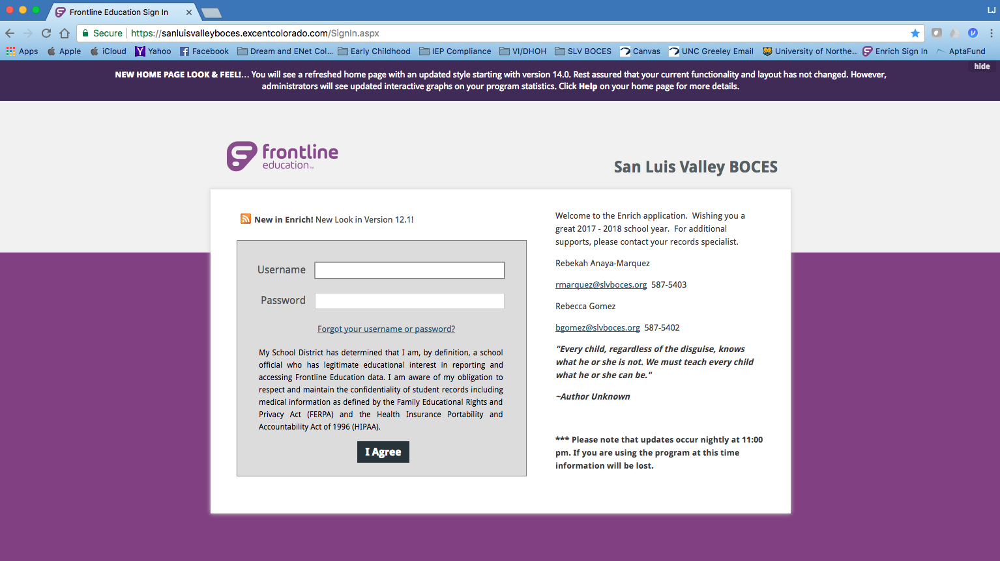 Frontline Education Sign In
Secure https://sanluisvalleyboces.excentcolorado.com/SignIn.aspx
Apps Apple iCloud Yahoo Facebook Dream and ENet Col... Early Childhood IEP Compliance VI/DHOH SLV BOCES Canvas UNC Greeley Email University of Northe... Enrich Sign In AptaFund
hide
NEW HOME PAGE LOOK & FEEL!... You will see a refreshed home page with an updated style starting with version 14.0. Rest assured that your current functionality and layout has not changed. However,
administrators will see updated interactive graphs on your program statistics. Click Help on your home page for more details.
frontline
education™
San Luis Valley BOCES
New in Enrich! New Look in Version 12.1!
Username
Password
Forgot your username or password?
My School District has determined that I am, by definition, a school
official who has legitimate educational interest in reporting and
accessing Frontline Education data. I am aware of my obligation to
respect and maintain the confidentiality of student records including
medical information as defined by the Family Educational Rights and
Privacy Act (FERPA) and the Health Insurance Portability and
Accountability Act of 1996 (HIPAA).
I Agree
Welcome to the Enrich application. Wishing you a
great 2017 - 2018 school year. For additional
supports, please contact your records specialist.
Rebekah Anaya-Marquez
rmarquez@slvboces.org 587-5403
Rebecca Gomez
bgomez@slvboces.org 587-5402
"Every child, regardless of the disguise, knows
what he or she is not. We must teach every child
what he or she can be."
~Author Unknown
*** Please note that updates occur nightly at 11:00
pm. If you are using the program at this time
information will be lost.